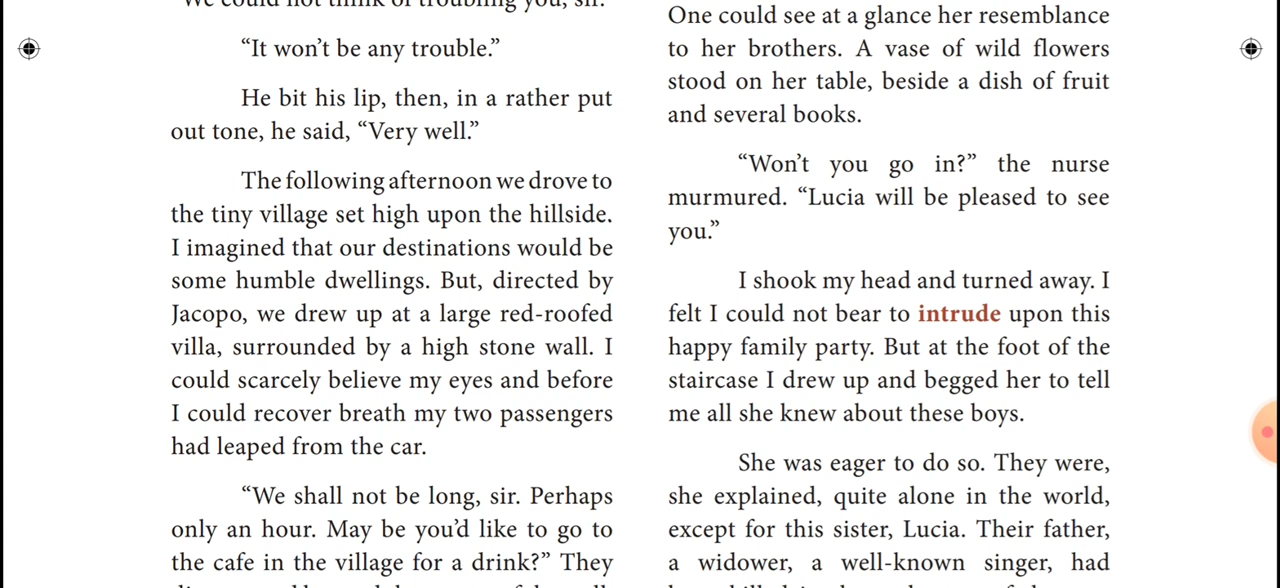 "We could not think of troubling you, sir."
"It won't be any trouble."
He bit his lip, then, in a rather put
out tone, he said, "Very well."
The following afternoon we drove to
the tiny village set high upon the hillside.
I imagined that our destinations would be
some humble dwellings. But, directed by
Jacopo, we drew up at a large red-roofed
villa, surrounded by a high stone wall. I
could scarcely believe my eyes and before
I could recover breath my two passengers
had leaped from the car.
"We shall not be long, sir. Perhaps
only an hour. May be you'd like to go to
the cafe in the village for a drink?" They
One could see at a glance her resemblance
to her brothers. A vase of wild flowers
stood on her table, beside a dish of fruit
and several books.
"Won't you go in?" the nurse
murmured. "Lucia will be pleased to see
you."
I shook my head and turned away. I
felt I could not bear to intrude upon this
happy family party. But at the foot of the
staircase I drew up and begged her to tell
me all she knew about these boys.
She was eager to do so. They were,
she explained, quite alone in the world,
except for this sister, Lucia. Their father,
a widower, a well-known singer, had